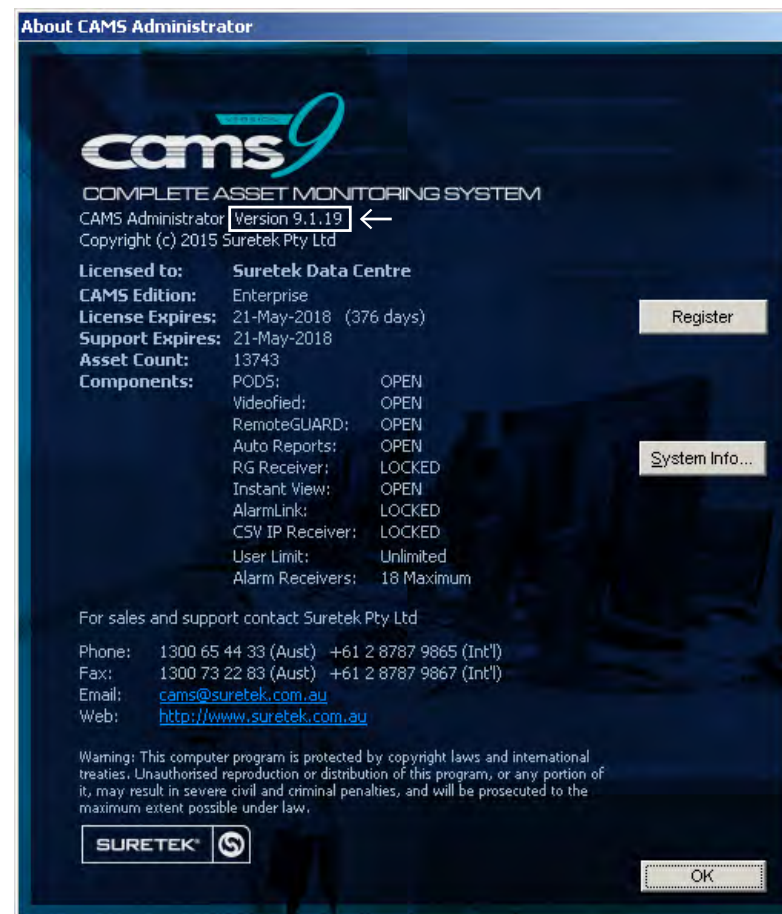 About CAMS Administrator
VERSION
cams9
COMPLETE ASSET MONITORING SYSTEM
CAMS Administrator Version 9.1.19
Copyright (c) 2015 Suretek Pty Ltd
Licensed to: Suretek Data Centre
CAMS Edition: Enterprise
License Expires: 21-May-2018 (376 days)
Register
Support Expires: 21-May-2018
Asset Count: 13743
Components: PODS: OPEN
Videofied: OPEN
RemoteGUARD: OPEN
Auto Reports: OPEN
System Info...
RG Receiver: LOCKED
Instant View: OPEN
AlarmLink: LOCKED
CSV IP Receiver: LOCKED
User Limit: Unlimited
Alarm Receivers: 18 Maximum
For sales and support contact Suretek Pty Ltd
Phone: 1300 65 44 33 (Aust) +61 2 8787 9865 (Int'l)
Fax: 1300 73 22 83 (Aust) +61 2 8787 9867 (Int'l)
Email: cams@suretek.com.au
Web: http://www.suretek.com.au
Warning: This computer program is protected by copyright laws and international
treaties. Unauthorised reproduction or distribution of this program, or any portion of
it, may result in severe civil and criminal penalties, and will be prosecuted to the
maximum extent possible under law.
SURETEK
OK